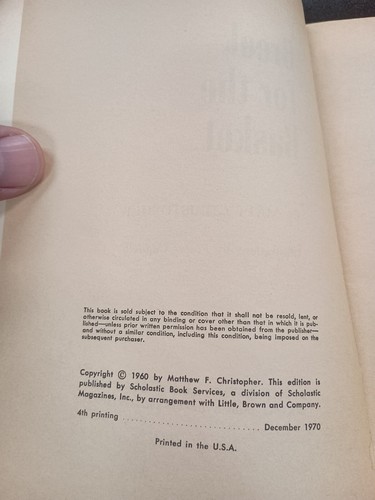 This book is sold subject to the condition that it shall not be resold, lent, or
otherwise circulated in any binding or cover other than that in which it is pub-
lished—unless prior written permission has been obtained from the publisher—
and without a similar condition, including this condition, being imposed on the
subsequent purchaser.
Copyright © 1960 by Matthew F. Christopher. This edition is
published by Scholastic Book Services, a division of Scholastic
Magazines, Inc., by arrangement with Little, Brown and Company.
4th printing .............................. December 1970
Printed in the U.S.A.